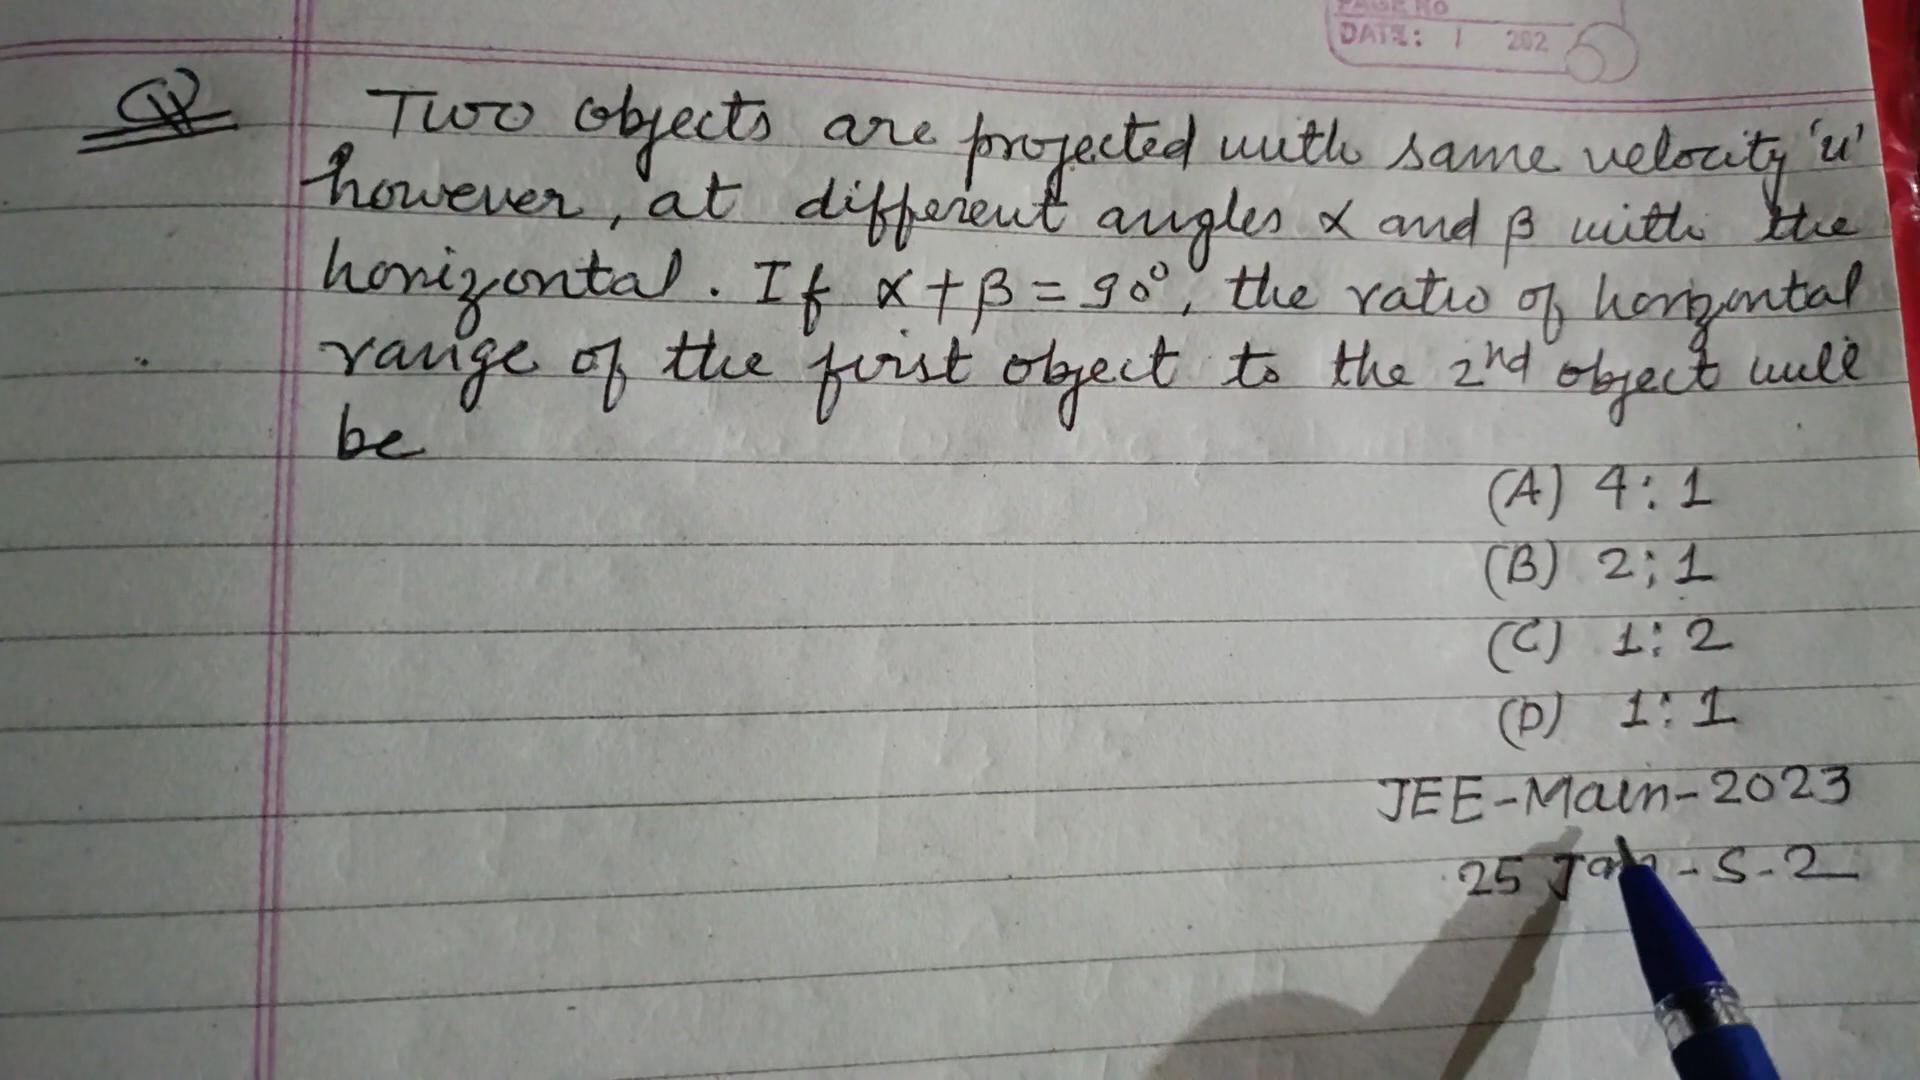 PAGE NO
DATE: / 202
Q
Two objects are projected with same velocity 'u'
however, at different angles α and β with the
horizontal. If α+β=90°, the ratio of horizontal
range of the first object to the 2nd object will
be
(A) 4:1
(B) 2:1
(C) 1:2
(D) 1:1
JEE-Main-2023
25 Jan-S-2